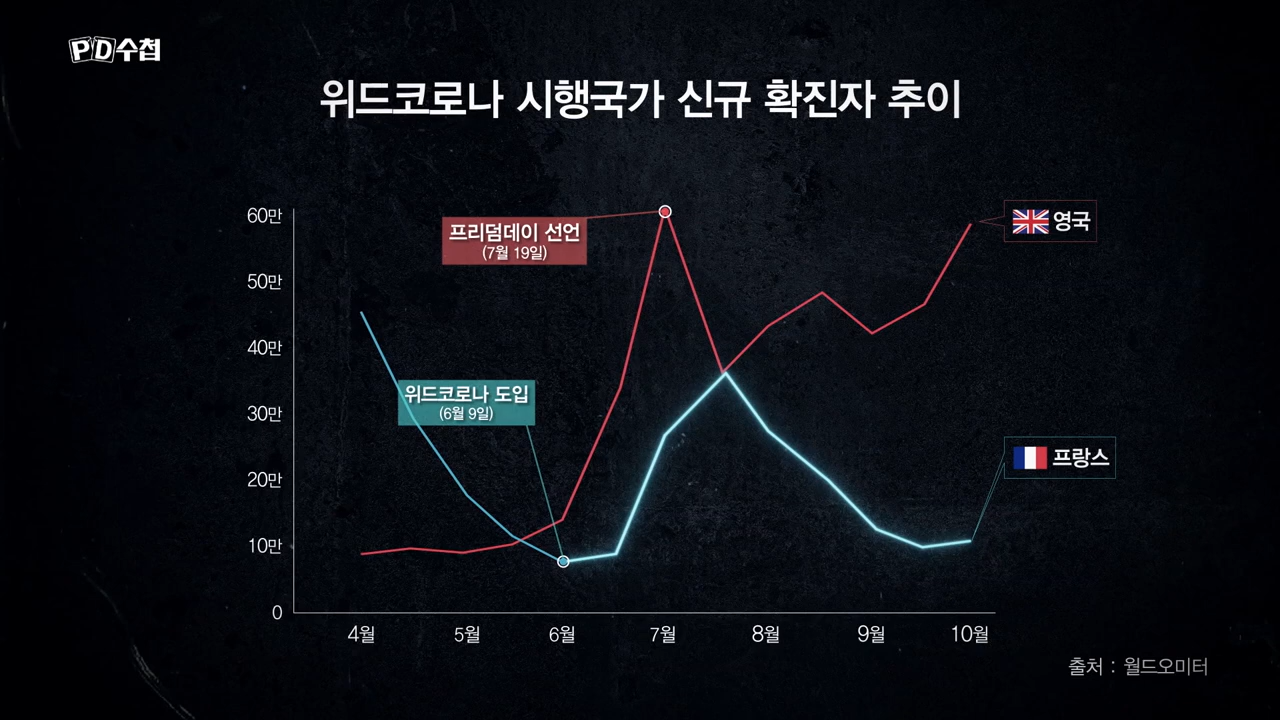 PD수첩
위드코로나 시행국가 신규 확진자 추이
60만
50만
40만
30만
20만
10만
0
프리덤데이 선언
(7월 19일)
위드코로나 도입
(6월 9일)
영국
프랑스
4월 5월 6월 7월 8월 9월 10월
출처 : 월드오미터